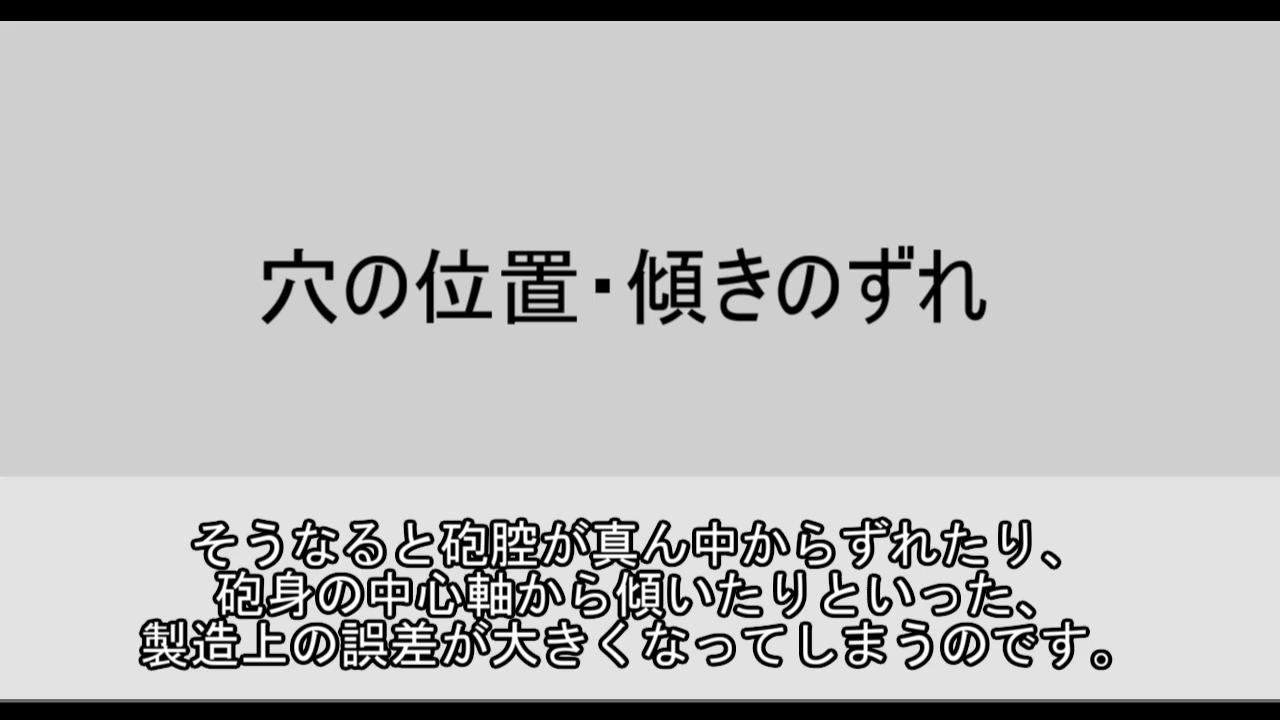 穴の位置・傾きのずれ
そうなると砲腔が真ん中からずれたり、
砲身の中心軸から傾いたりといった、
製造上の誤差が大きくなってしまうのです。